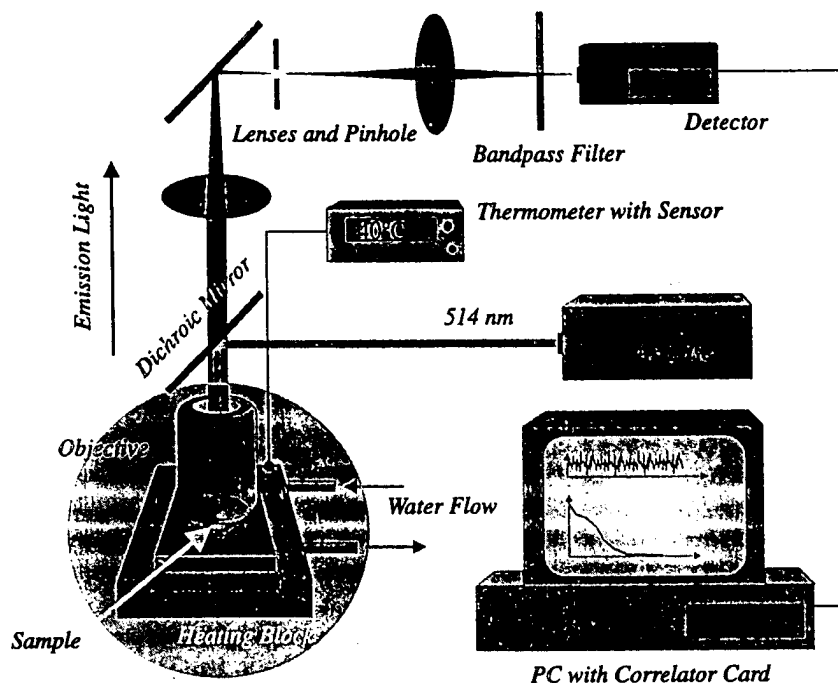 Lenses and Pinhole
Bandpass Filter
Detector
Emission Light
Thermometer with Sensor
Dichroic Mirror
514 nm
Objective
Water Flow
Sample
Heating Block
PC with Correlator Card